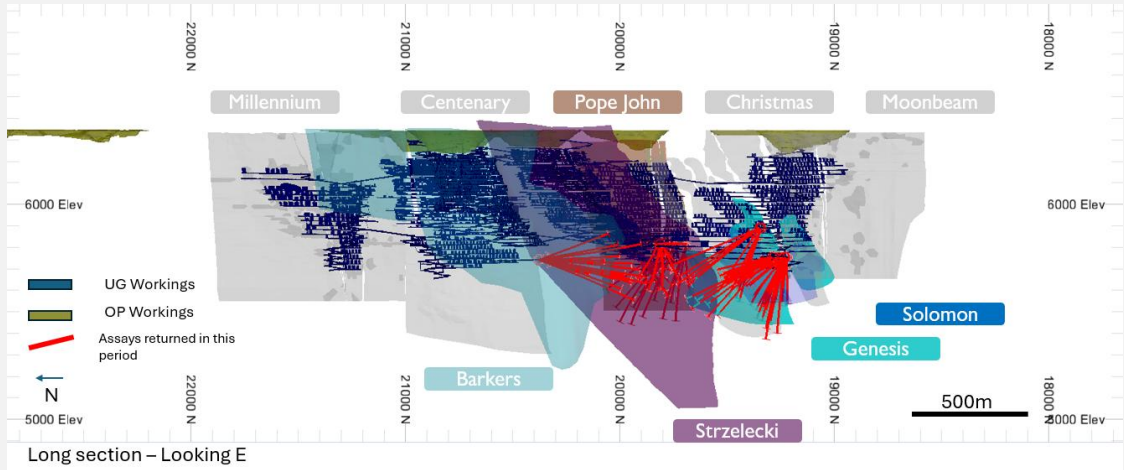 22000 N
21000 N
20000 N
19000 N
18000 N
Millennium
Centenary
Pope John
Christmas
Moonbeam
6000 Elev
6000 Elev
UG Workings
OP Workings
Assays returned in this
period
N
Solomon
Genesis
Barkers
Strzelecki
500m
22000 N
21000 N
20000 N
19000 N
18000 N
5000 Elev
5000 Elev
Long section – Looking E